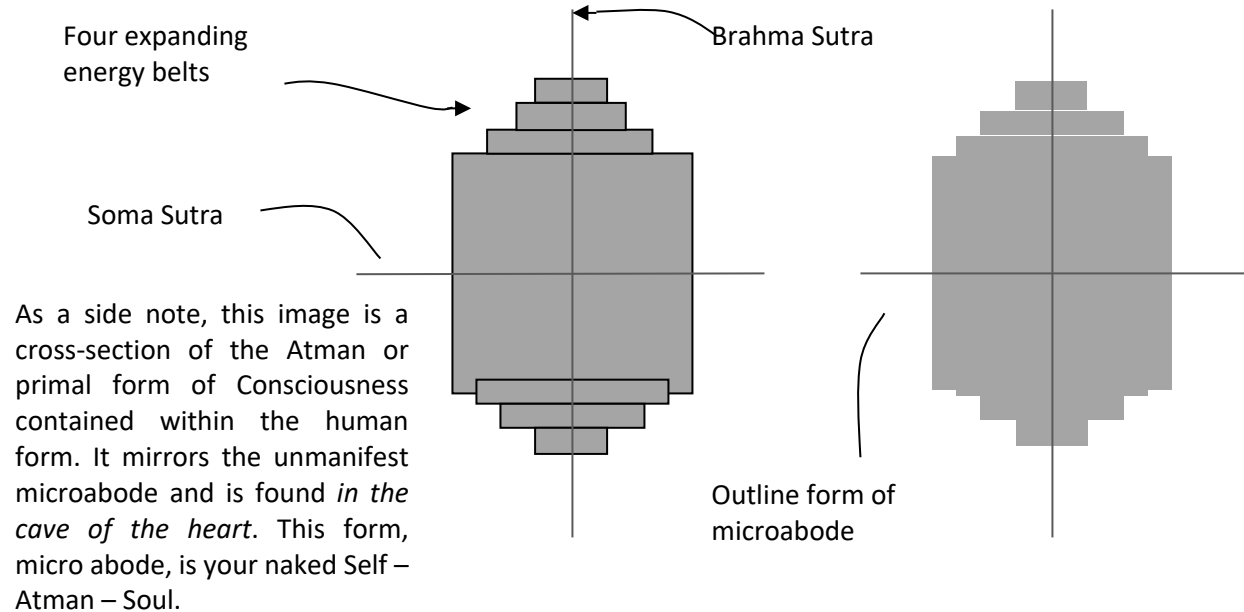 Four expanding
energy belts
Brahma Sutra
Soma Sutra
As a side note, this image is a
cross-section of the Atman or
primal form of Consciousness
contained within the human
form. It mirrors the unmanifest
microabode and is found in the
cave of the heart. This form,
micro abode, is your naked Self –
Atman – Soul.
Outline form of
microabode